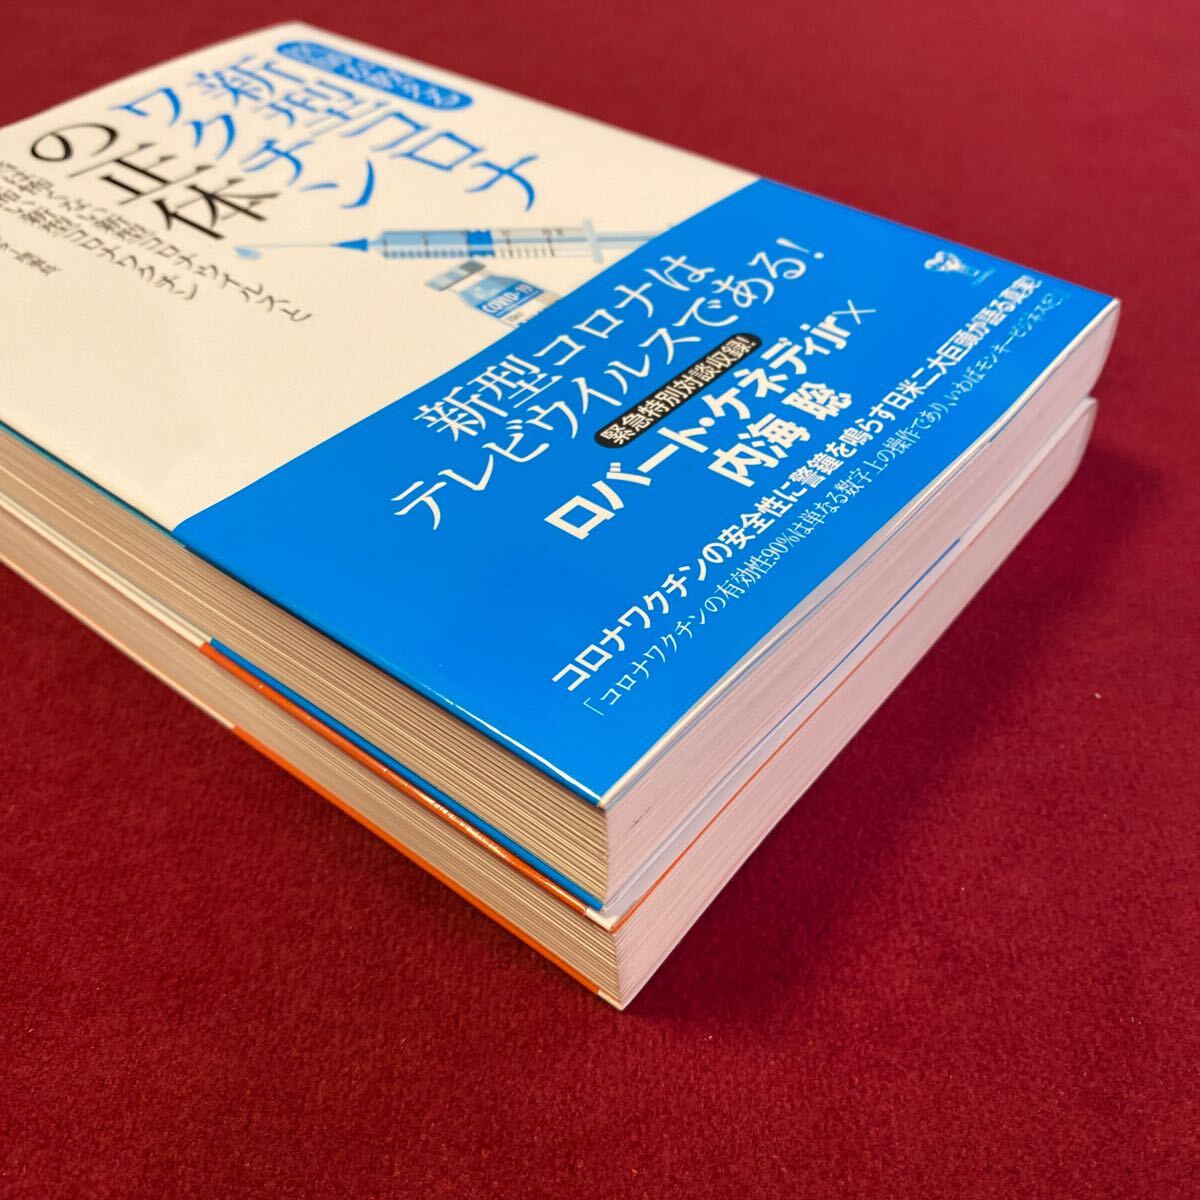 新型コロナ
ワクチン
の正体
COVID-19
新型コロナは
テレビウイルスである!
緊急特別対談収録!
ロバート・ケネディjr×
内海 聡
コロナワクチンの安全性に警鐘を鳴らす日米二大巨頭が語る真実!
「コロナワクチンの有効性90%は単なる数字上の操作であり、いわばモンキービジネスだ」